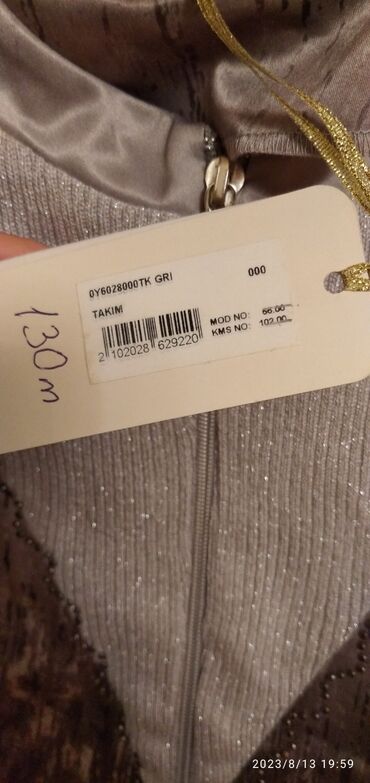 0Y6028000TK GRI 000
TAKIM
MOD NO: 66.00
KMS NO: 102.00
2 102028 629220
130m
2023/8/13 19:59